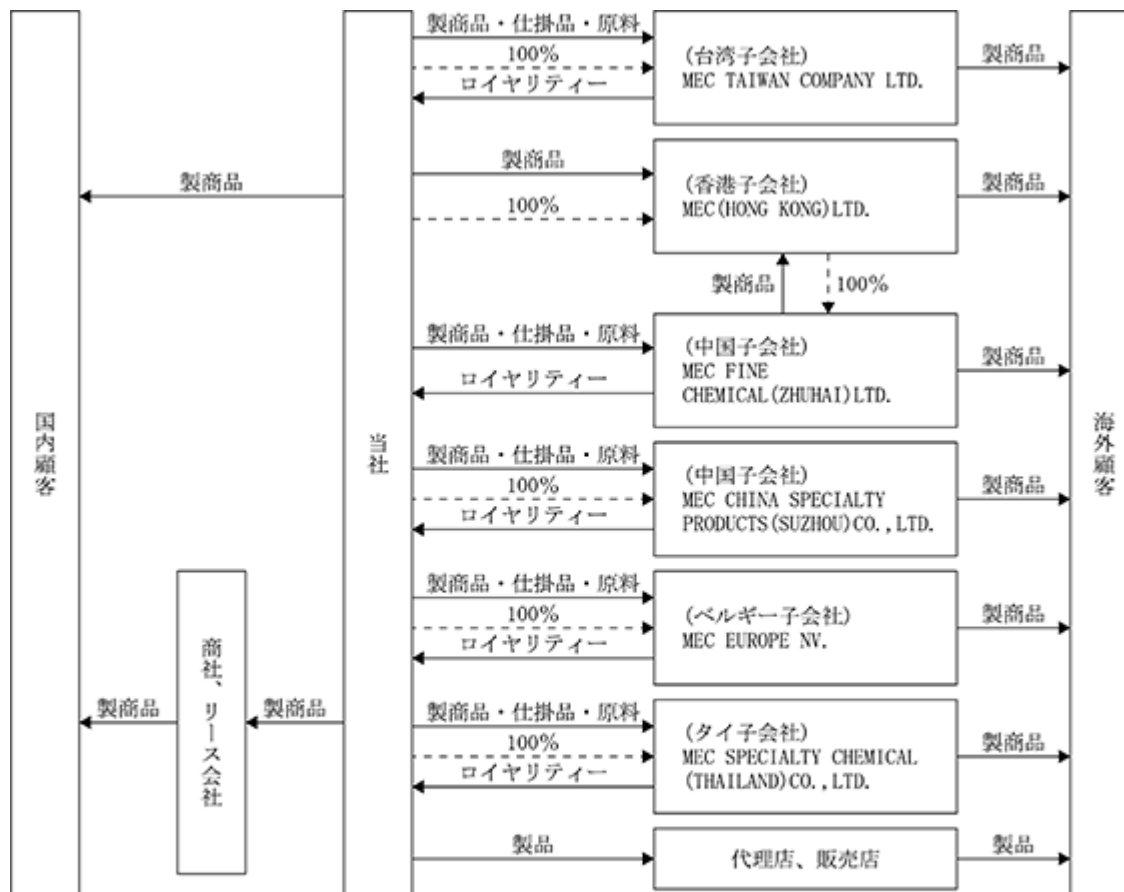 国内顧客
製商品
商社、リース会社
製商品
製商品
当社
製商品・仕掛品・原料
100%
ロイヤリティー
(台湾子会社)
MEC TAIWAN COMPANY LTD.
製商品
製商品
100%
(香港子会社)
MEC(HONG KONG)LTD.
製商品
製商品
100%
製商品・仕掛品・原料
ロイヤリティー
(中国子会社)
MEC FINE
CHEMICAL(ZHUHAI)LTD.
製商品
製商品・仕掛品・原料
100%
ロイヤリティー
(中国子会社)
MEC CHINA SPECIALTY
PRODUCTS(SUZHOU)CO.,LTD.
製商品
製商品・仕掛品・原料
100%
ロイヤリティー
(ベルギー子会社)
MEC EUROPE NV.
製商品
製商品・仕掛品・原料
100%
ロイヤリティー
(タイ子会社)
MEC SPECIALTY CHEMICAL
(THAILAND)CO.,LTD.
製商品
製品
代理店、販売店
製品
海外顧客